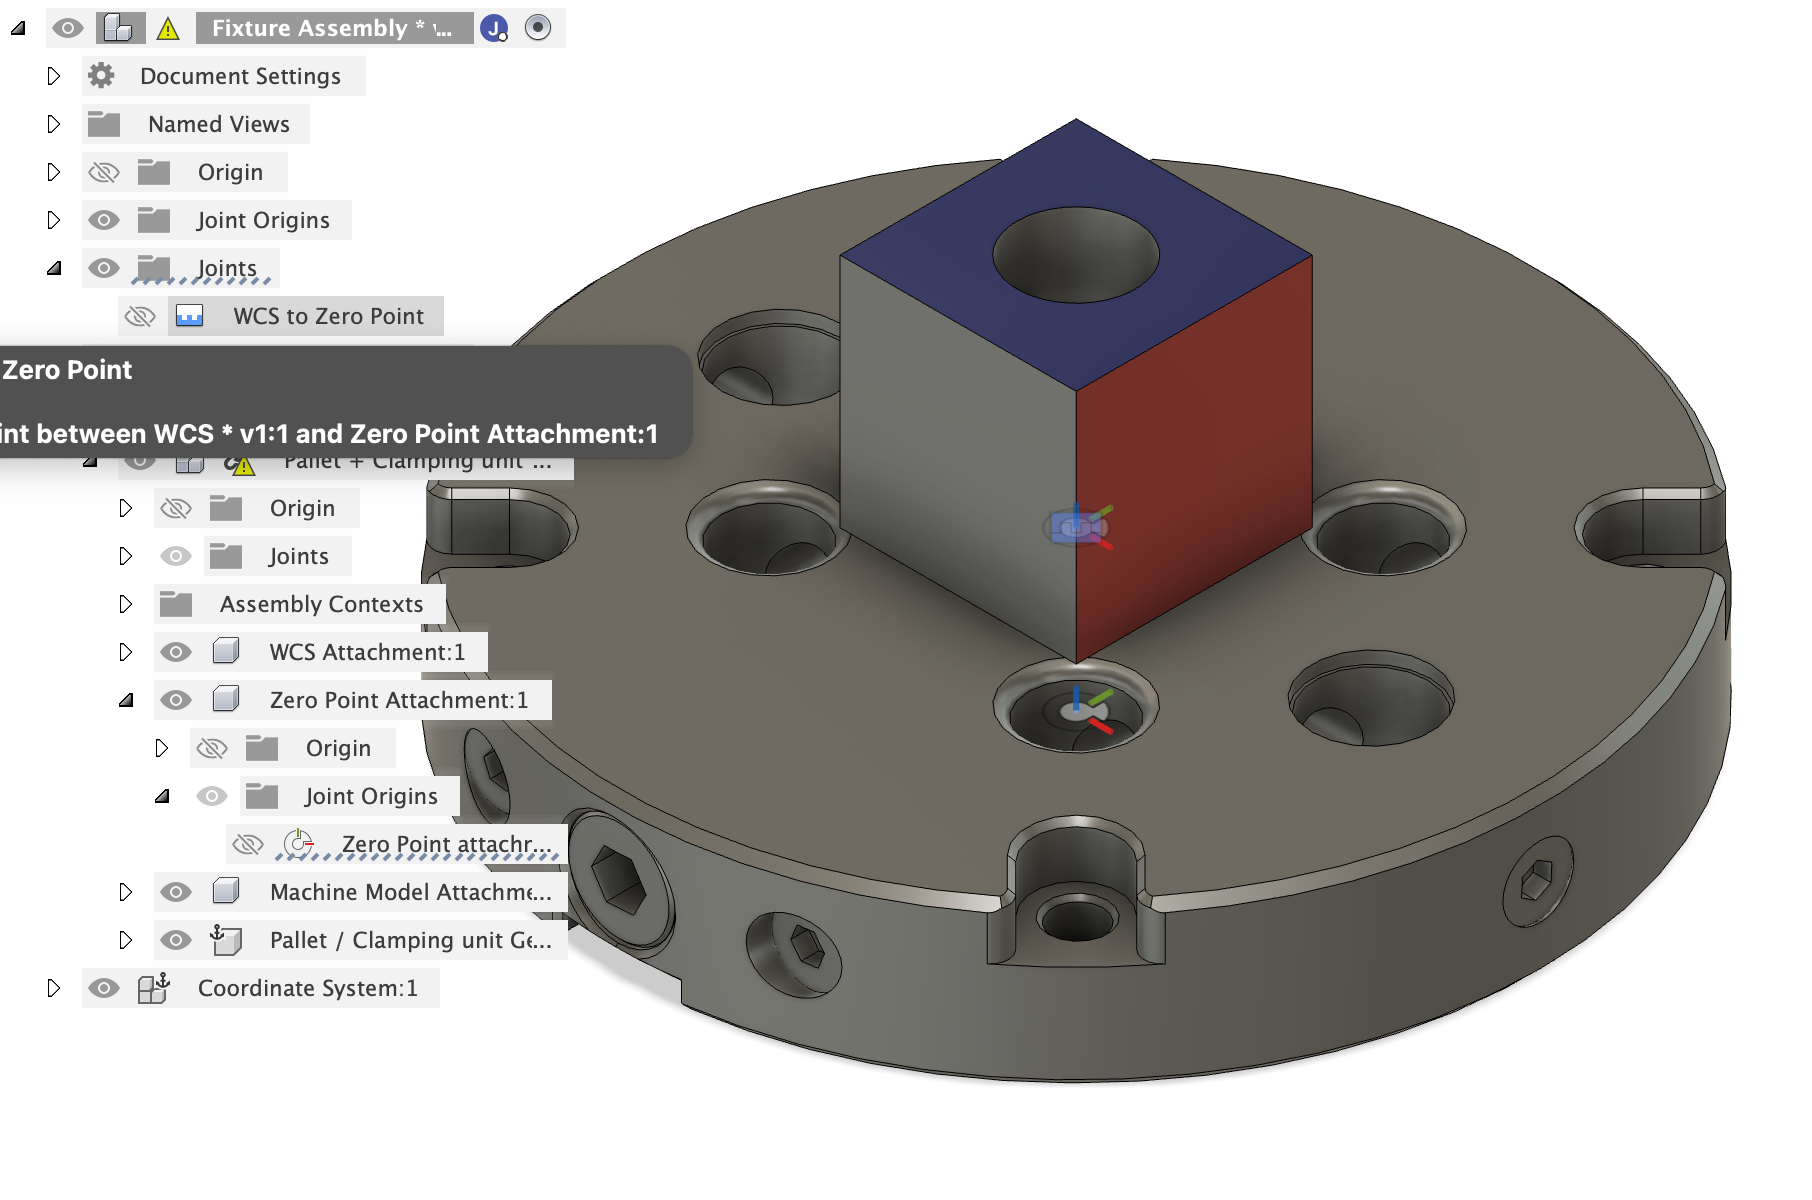 Fixture Assembly * v...
J
Document Settings
Named Views
Origin
Joint Origins
Joints
WCS to Zero Point
Zero Point
int between WCS * v1:1 and Zero Point Attachment:1
Pallet + Clamping unit ...
Origin
Joints
Assembly Contexts
WCS Attachment:1
Zero Point Attachment:1
Origin
Joint Origins
Zero Point attachr...
Machine Model Attachme...
Pallet / Clamping unit Ge...
Coordinate System:1